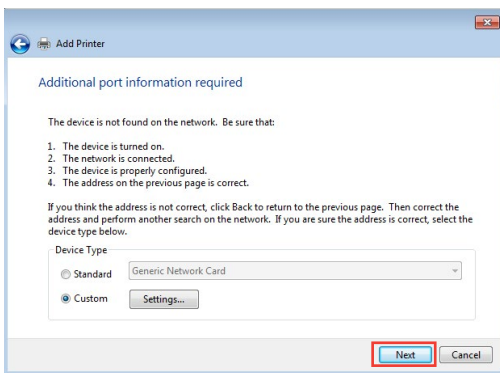 Add Printer
Additional port information required
The device is not found on the network. Be sure that:
1. The device is turned on.
2. The network is connected.
3. The device is properly configured.
4. The address on the previous page is correct.
If you think the address is not correct, click Back to return to the previous page. Then correct the
address and perform another search on the network. If you are sure the address is correct, select the
device type below.
Device Type
Standard
Generic Network Card
Custom
Settings...
Next
Cancel